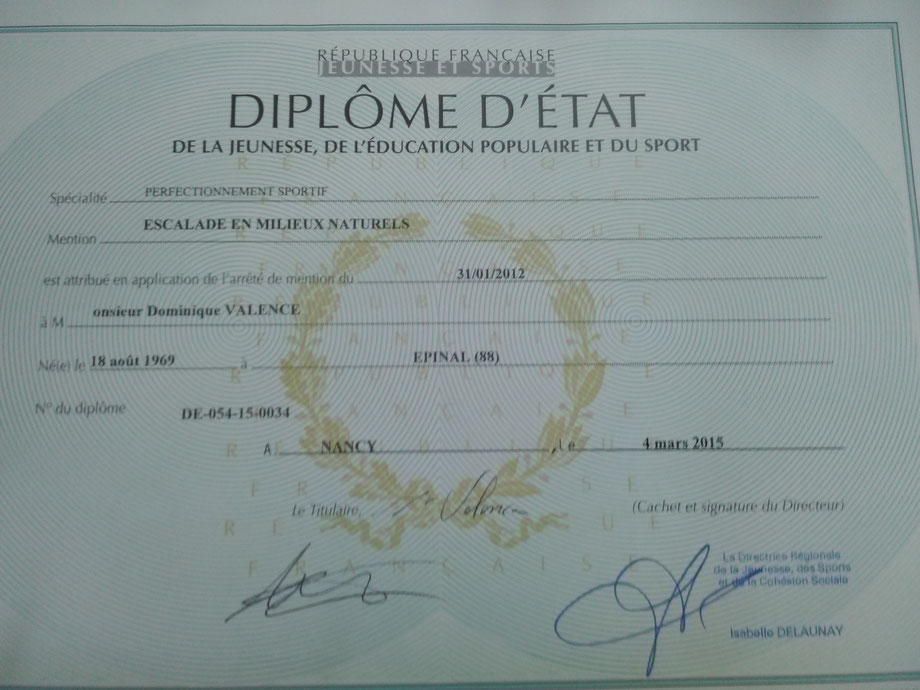 RÉPUBLIQUE FRANÇAISE
JEUNESSE ET SPORTS
DIPLÔME D'ÉTAT
DE LA JEUNESSE, DE L'ÉDUCATION POPULAIRE ET DU SPORT
Spécialité PERFECTIONNEMENT SPORTIF
Mention ESCALADE EN MILIEUX NATURELS
est attribué en application de l'arrêté de mention du 31/01/2012
à M onsieur Dominique VALENCE
Né(e) le 18 août 1969 à EPINAL (88)
N° du diplôme DE-054-15-0034
A NANCY , le 4 mars 2015
Le Titulaire, (Cachet et signature du Directeur)
La Directrice Régionale
de la Jeunesse, des Sports
et de la Cohésion Sociale
Isabelle DELAUNAY